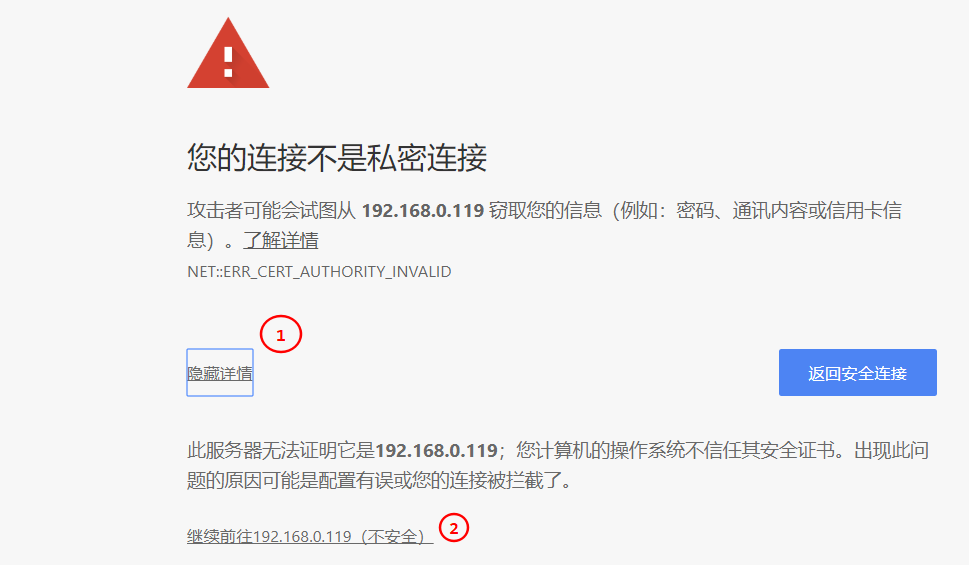 您的连接不是私密连接
攻击者可能会试图从 192.168.0.119 窃取您的信息（例如：密码、通讯内容或信用卡信
息）。了解详情
NET::ERR_CERT_AUTHORITY_INVALID
1
隐藏详情
返回安全连接
此服务器无法证明它是192.168.0.119；您计算机的操作系统不信任其安全证书。出现此问
题的原因可能是配置有误或您的连接被拦截了。
继续前往192.168.0.119（不安全）
2